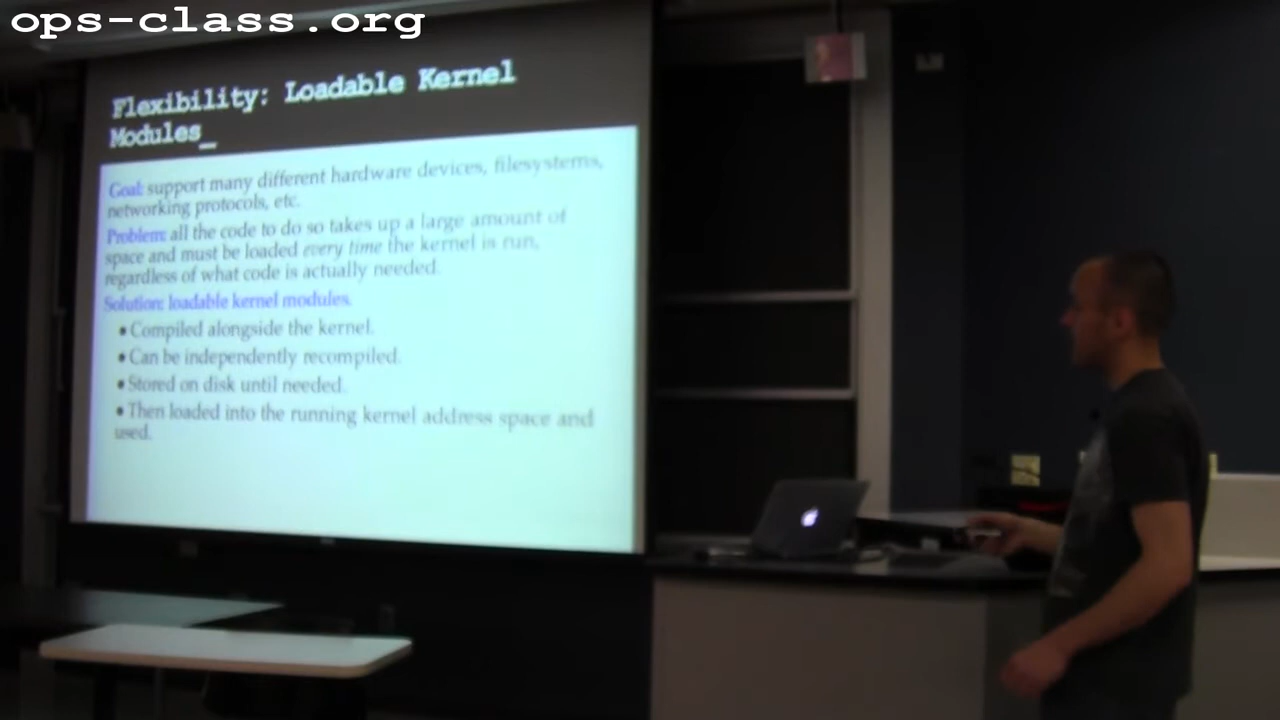 ops-class.org
Flexibility: Loadable Kernel
Modules_
Goal: support many different hardware devices, filesystems,
networking protocols, etc.
Problem: all the code to do so takes up a large amount of
space and must be loaded every time the kernel is run,
regardless of what code is actually needed.
Solution: loadable kernel modules.
• Compiled alongside the kernel.
• Can be independently recompiled.
• Stored on disk until needed.
• Then loaded into the running kernel address space and
used.